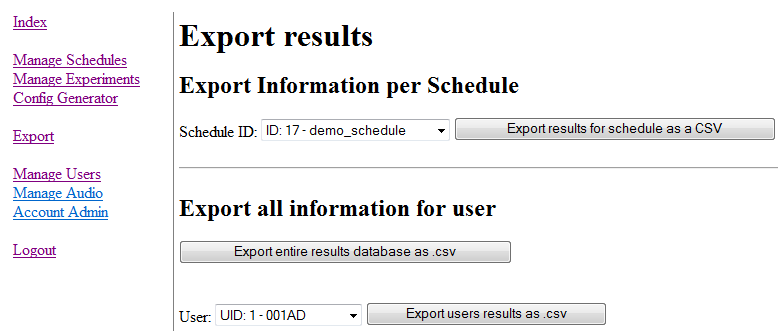 Index
Manage Schedules
Manage Experiments
Config Generator
Export
Manage Users
Manage Audio
Account Admin
Logout
Export results
Export Information per Schedule
Schedule ID: ID: 17 - demo_schedule Export results for schedule as a CSV
Export all information for user
Export entire results database as .csv
User: UID: 1 - 001AD Export users results as .csv